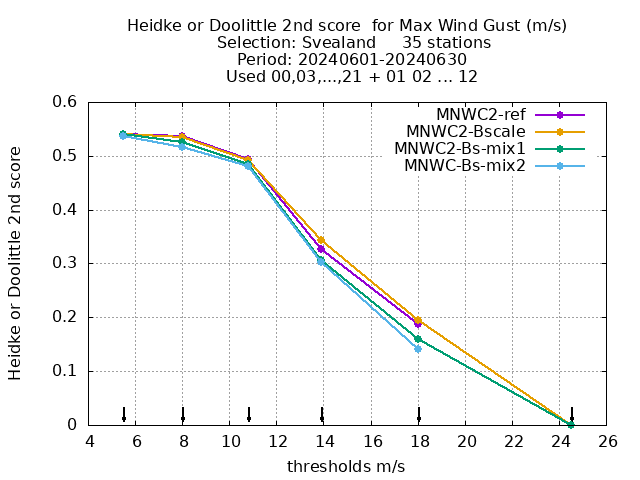 Heidke or Doolittle 2nd score  for Max Wind Gust (m/s)
Selection: Svealand     35 stations
Period: 20240601-20240630
Used 00,03,...,21 + 01 02 ... 12
MNWC2-ref
MNWC2-Bscale
MNWC2-Bs-mix1
MNWC-Bs-mix2
Heidke or Doolittle 2nd score
0.6
0.5
0.4
0.3
0.2
0.1
0
4 6 8 10 12 14 16 18 20 22 24 26
thresholds m/s